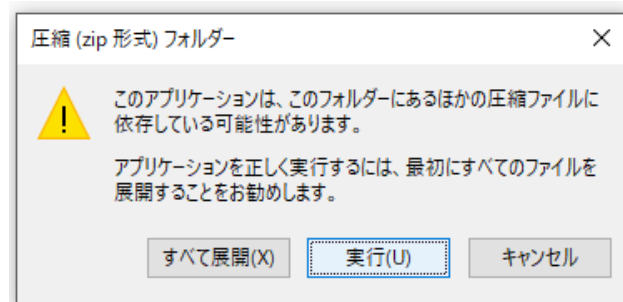 圧縮 (zip 形式) フォルダー
このアプリケーションは、このフォルダーにあるほかの圧縮ファイルに
依存している可能性があります。
アプリケーションを正しく実行するには、最初にすべてのファイルを
展開することをお勧めします。
すべて展開(X) 実行(U) キャンセル